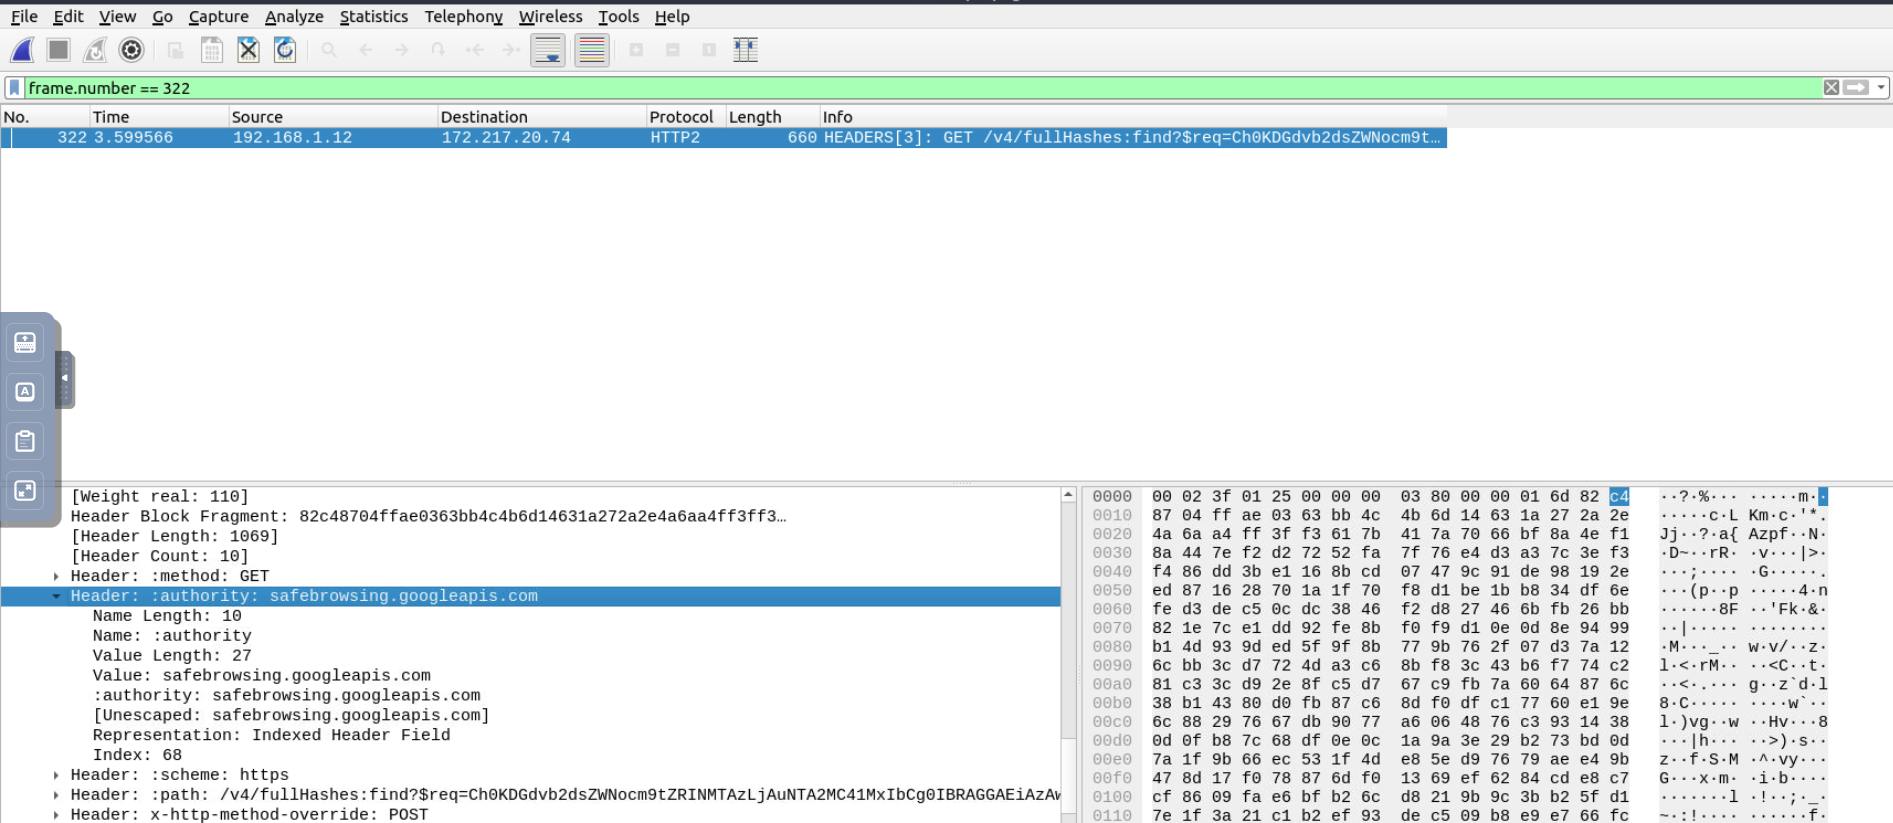 File Edit View Go Capture Analyze Statistics Telephony Wireless Tools Help
frame.number == 322
No. Time Source Destination Protocol Length Info
322 3.599566 192.168.1.12 172.217.20.74 HTTP2 660 HEADERS[3]: GET /v4/fullHashes:find?$req=Ch0KDGdvb2dsZWNocm9t…
[Weight real: 110]
Header Block Fragment: 82c48704ffae0363bb4c4b6d14631a272a2e4a6aa4ff3ff3…
[Header Length: 1069]
[Header Count: 10]
Header: :method: GET
Header: :authority: safebrowsing.googleapis.com
Name Length: 10
Name: :authority
Value Length: 27
Value: safebrowsing.googleapis.com
:authority: safebrowsing.googleapis.com
[Unescaped: safebrowsing.googleapis.com]
Representation: Indexed Header Field
Index: 68
Header: :scheme: https
Header: :path: /v4/fullHashes:find?$req=Ch0KDGdvb2dsZWNocm9tZRINMTAzLjAuNTA2MC41MxIbCg0IBRAGGAEiAzAw
Header: x-http-method-override: POST
0000 00 02 3f 01 25 00 00 00 03 80 00 00 01 6d 82 c4 ··?·%··· ·····m··
0010 87 04 ff ae 03 63 bb 4c 4b 6d 14 63 1a 27 2a 2e ·····c·L Km·c·'*.
0020 4a 6a a4 ff 3f f3 61 7b 41 7a 70 66 bf 8a 4e f1 Jj··?·a{ Azpf··N·
0030 8a 44 7e f2 d2 72 52 fa 7f 76 e4 d3 a3 7c 3e f3 ·D~··rR· ·v···|>·
0040 f4 86 dd 3b e1 16 8b cd 07 47 9c 91 de 98 19 2e ···;···· ·G·····.
0050 ed 87 16 28 70 1a 1f 70 f8 d1 be 1b b8 34 df 6e ···(p··p ·····4·n
0060 fe d3 de c5 0c dc 38 46 f2 d8 27 46 6b fb 26 bb ······8F ··'Fk·&·
0070 82 1e 7c e1 dd 92 fe 8b f0 f9 d1 0e 0d 8e 94 99 ··|····· ········
0080 b1 4d 93 9d ed 5f 9f 8b 77 9b 76 2f 07 d3 7a 12 ·M···_·· w·v/··z·
0090 6c bb 3c d7 72 4d a3 c6 8b f8 3c 43 b6 f7 74 c2 l·<·rM·· ··<C··t·
00a0 81 c3 3c d9 2e 8f c5 d7 67 c9 fb 7a 60 64 87 6c ··<·.··· g··z`d·l
00b0 38 b1 43 80 d0 fb 87 c6 8d f0 df c1 77 60 e1 9e 8·C····· ····w`··
00c0 6c 88 29 76 67 db 90 77 a6 06 48 76 c3 93 14 38 l·)vg··w ··Hv···8
00d0 0d 0f b8 7c 68 df 0e 0c 1a 9a 3e 29 b2 73 bd 0d ···|h··· ··>)·s··
00e0 7a 1f 9b 66 ec 53 1f 4d e8 5e d9 76 79 ae e4 9b z··f·S·M ·^·vy···
00f0 47 8d 17 f0 78 87 6d f0 13 69 ef 62 84 cd e8 c7 G···x·m· ·i·b····
0100 cf 86 09 fa e6 bf b2 6c d8 21 9b 9c 3b b2 5f d1 ·······l ·!··;·_·
0110 7e 1f 3a 21 c1 b2 ef 93 de c5 09 b8 e9 e7 66 fc ~·:!···· ······f·